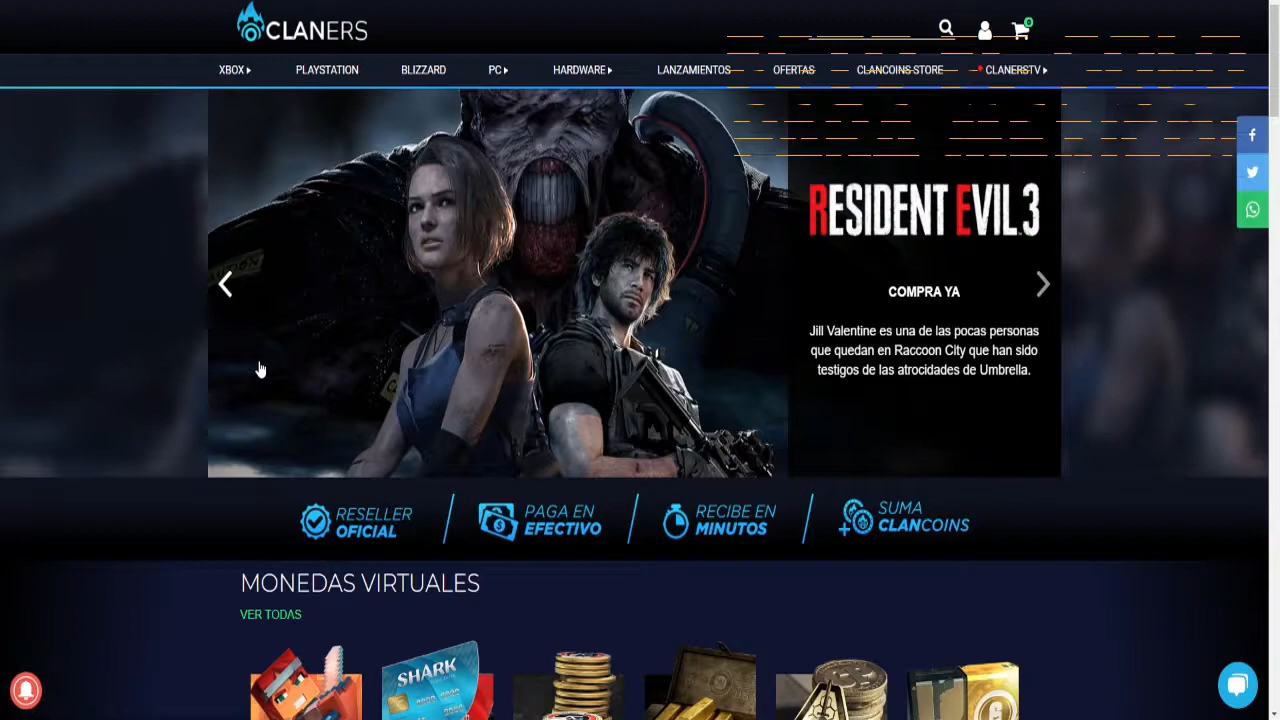 CLANERS
0
XBOX
PLAYSTATION
BLIZZARD
PC
HARDWARE
LANZAMIENTOS
OFERTAS
CLANCOINS STORE
CLANERSTV
RESIDENT EVIL 3
COMPRA YA
Jill Valentine es una de las pocas personas
que quedan en Raccoon City que han sido
testigos de las atrocidades de Umbrella.
RESELLER
OFICIAL
PAGA EN
EFECTIVO
RECIBE EN
MINUTOS
SUMA
CLANCOINS
MONEDAS VIRTUALES
VER TODAS
SHARK